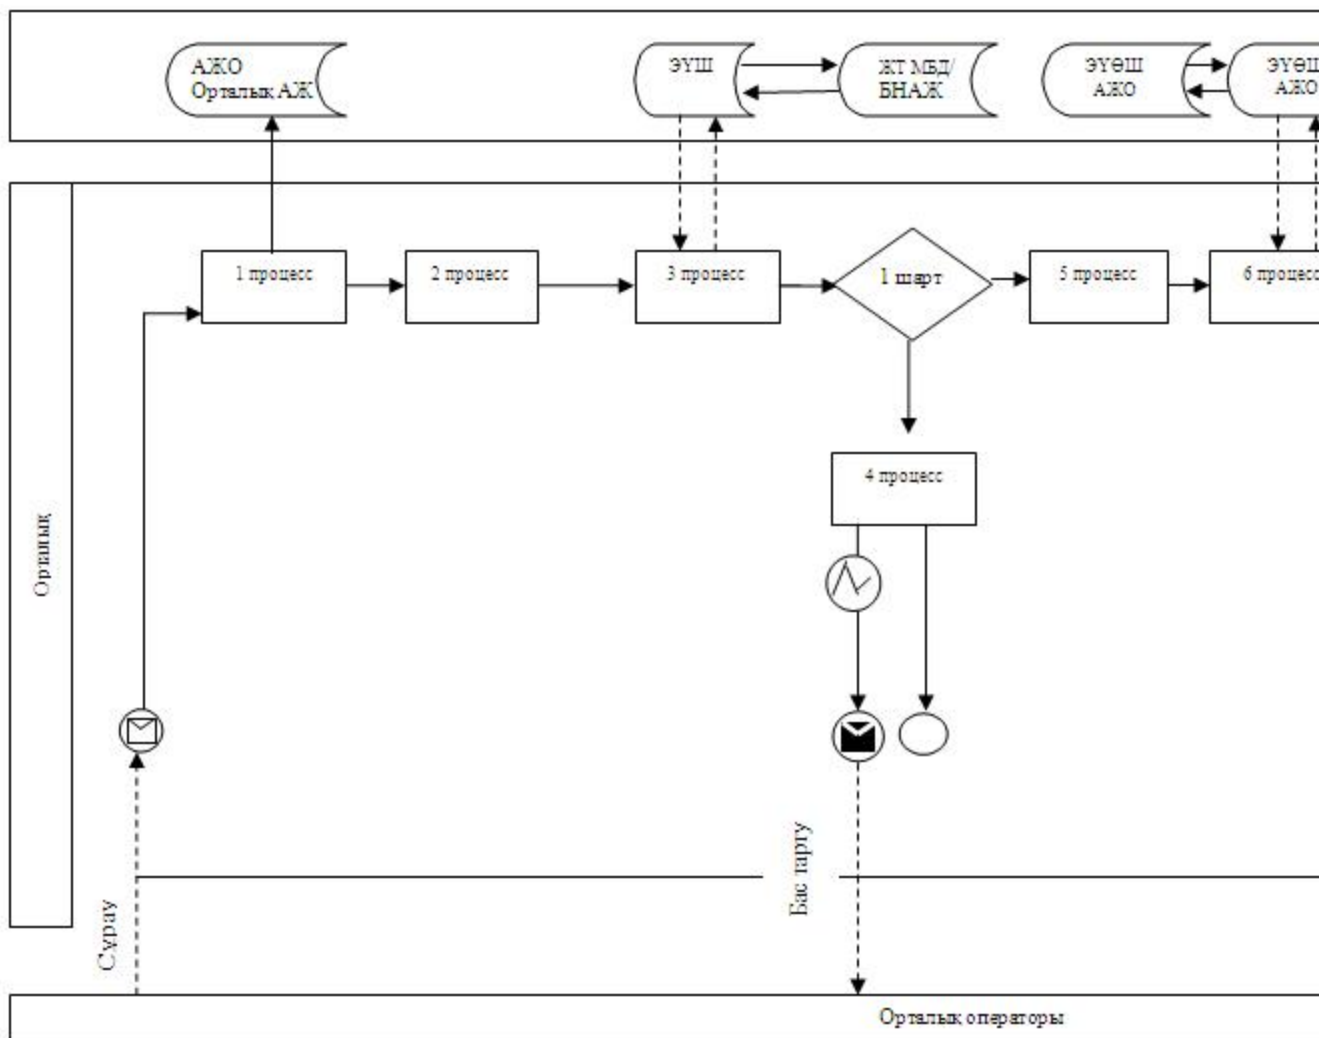 АЖО
Орталық АЖ
ЭҮШ
ЖТ МБД/
БНАЖ
ЭҮӨШ
АЖО
ЭҮӨШ
АЖО
1 процесс
2 процесс
3 процесс
1 шарт
5 процесс
6 процесс
4 процесс
Орталық
Сұрау
Бас тарту
Орталық операторы